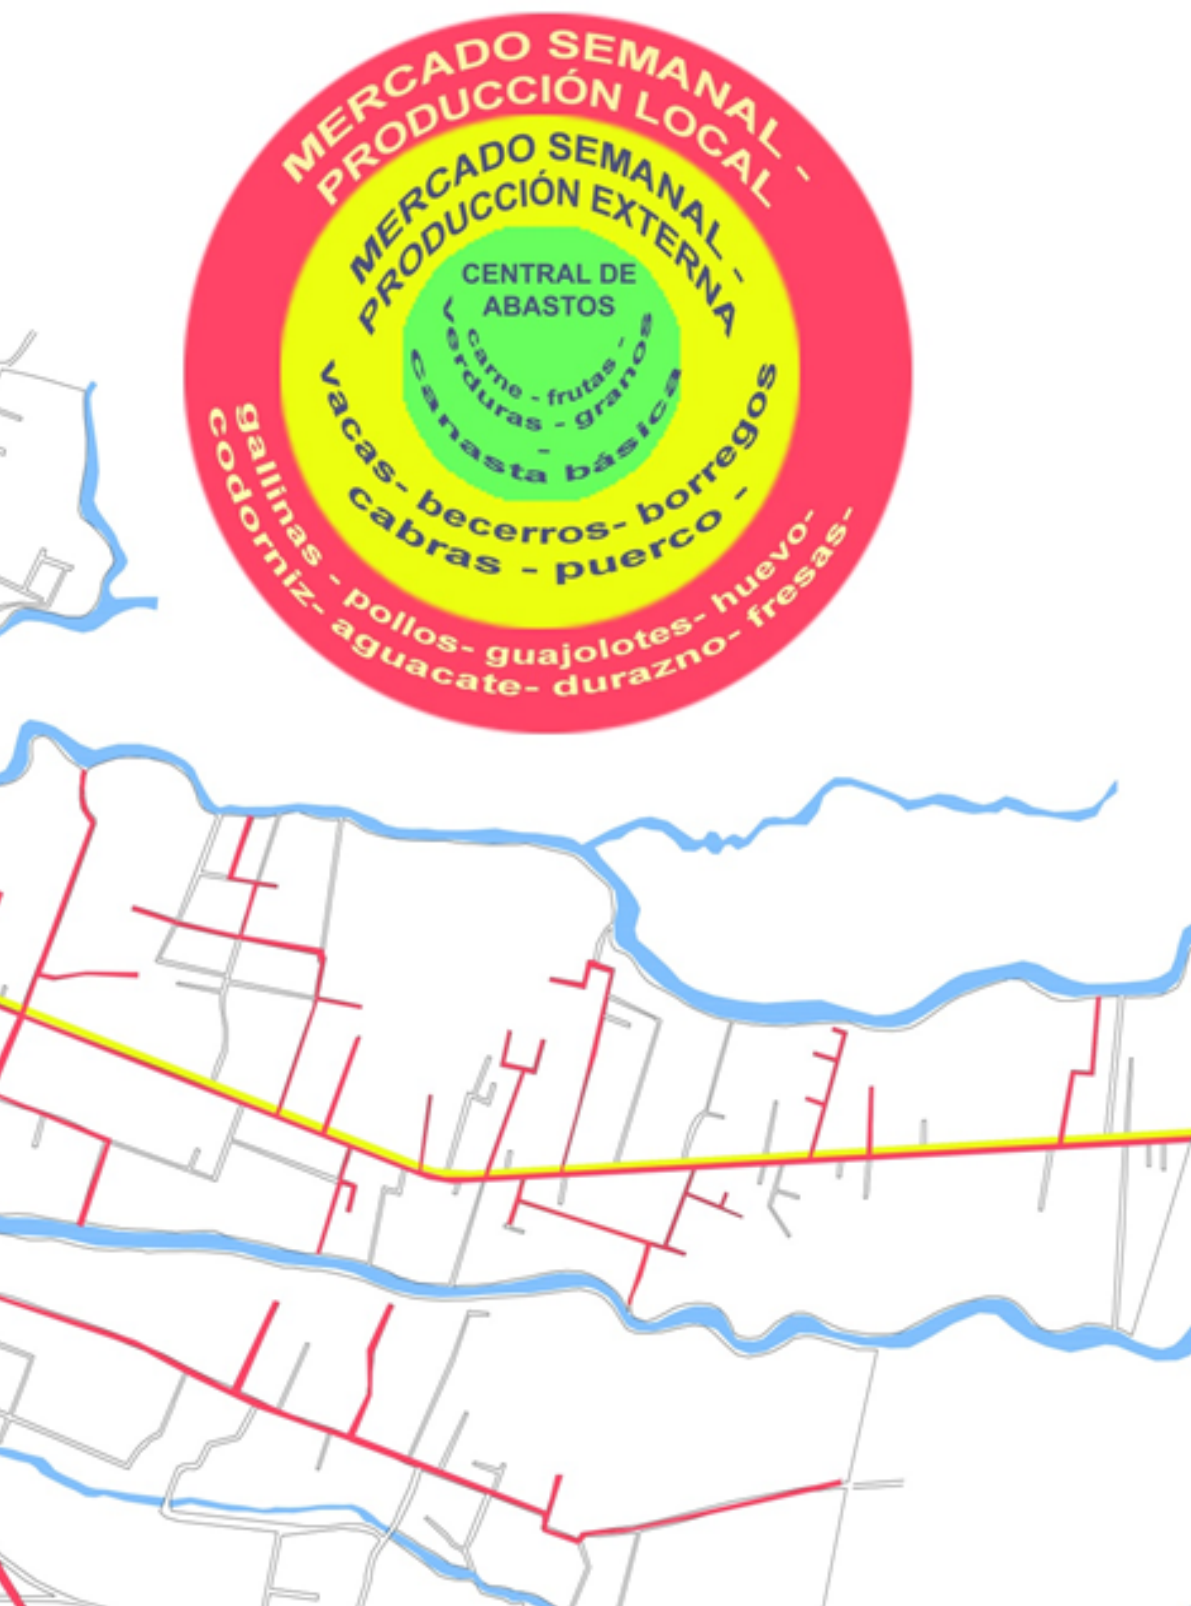 MERCADO SEMANAL -
PRODUCCIÓN LOCAL
MERCADO SEMANAL -
PRODUCCIÓN EXTERNA
CENTRAL DE
ABASTOS
carne - frutas -
verduras - granos
-
canasta básica
vacas- becerros- borregos
cabras - puerco -
gallinas - pollos- guajolotes- huevo-
codorniz- aguacate- durazno- fresas-